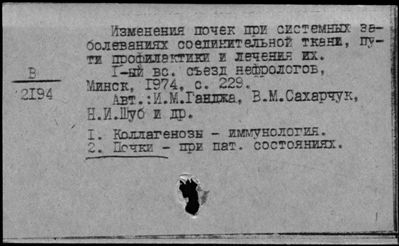 Изменения почек при системных за-
болеваниях соединительной ткани, пу-
ти профилактики и лечения их.
I-ый вс. съезд нефрологов,
Минск, 1974, с. 229.
Авт.:И.М.Ганджа, В.М.Сахарчук,
Н.И.Шуб и др.
В
2194
1. Коллагенозы - иммунология.
2. Почки - при пат. состояниях.